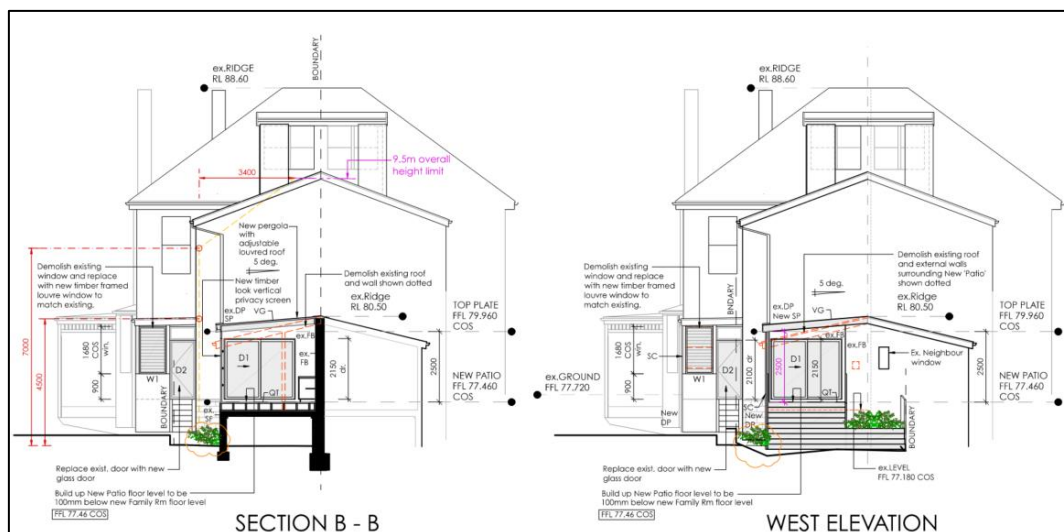 ex.RIDGE
RL 88.60
BOUNDARY
3400
9.5m overall
height limit
New pergola
with
adjustable
louvred roof
5 deg.
Demolish existing
window and replace
with new timber framed
louvre window to
match existing.
New timber
look vertical
privacy screen
Demolish existing roof
and wall shown dotted
ex.DP
SP
VG
ex.Ridge
RL 80.50
TOP PLATE
FFL 79.960
COS
7000
4500
1680
COS
win.
900
W1
D2
D1
ex.FB
ex.
FB
QT
2150
dr.
2500
NEW PATIO
FFL 77.460
COS
BOUNDARY
ex.
SP
Replace exist. door with new
glass door
Build up New Patio floor level to be
100mm below new Family Rm floor level
FFL 77.46 COS
SECTION B - B
ex.RIDGE
RL 88.60
Demolish existing
window and replace
with new timber framed
louvre window to
match existing.
BNDARY
Demolish existing roof
and external walls
surrounding New 'Patio'
shown dotted
5 deg.
ex.DP
New SP
VG
ex.Ridge
RL 80.50
TOP PLATE
FFL 79.960
COS
1680
COS
win.
900
SC
W1
D2
2100 dr
2500
D1
2150
ex.FB
QT
Ex. Neighbour
window
2500
ex.GROUND
FFL 77.720
NEW PATIO
FFL 77.460
COS
New
DP
SC
New
DP
BOUNDARY
ex.LEVEL
FFL 77.180 COS
Replace exist. door with new
glass door
Build up New Patio floor level to be
100mm below new Family Rm floor level
FFL 77.46 COS
WEST ELEVATION